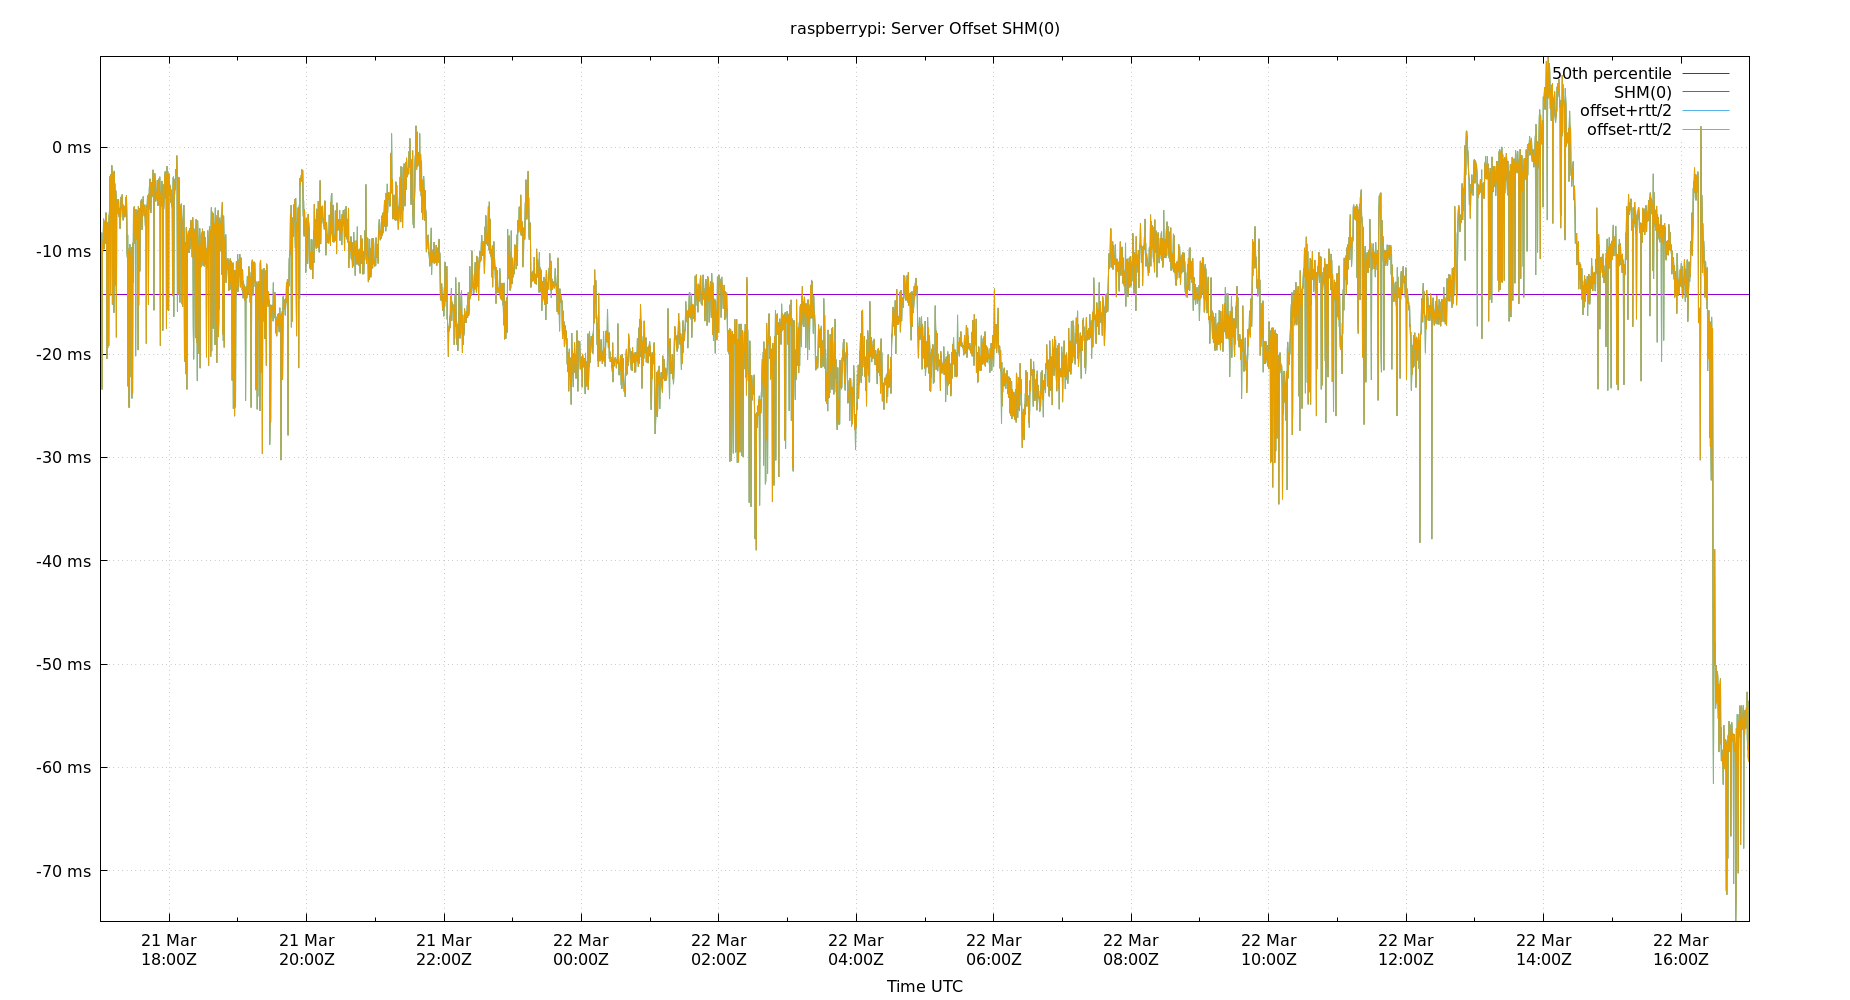 raspberrypi: Server Offset SHM(0)
50th percentile
SHM(0)
offset+rtt/2
offset-rtt/2
0 ms
-10 ms
-20 ms
-30 ms
-40 ms
-50 ms
-60 ms
-70 ms
21 Mar 21 Mar 21 Mar 22 Mar 22 Mar 22 Mar 22 Mar 22 Mar 22 Mar 22 Mar 22 Mar 22 Mar
18:00Z 20:00Z 22:00Z 00:00Z 02:00Z 04:00Z 06:00Z 08:00Z 10:00Z 12:00Z 14:00Z 16:00Z
Time UTC